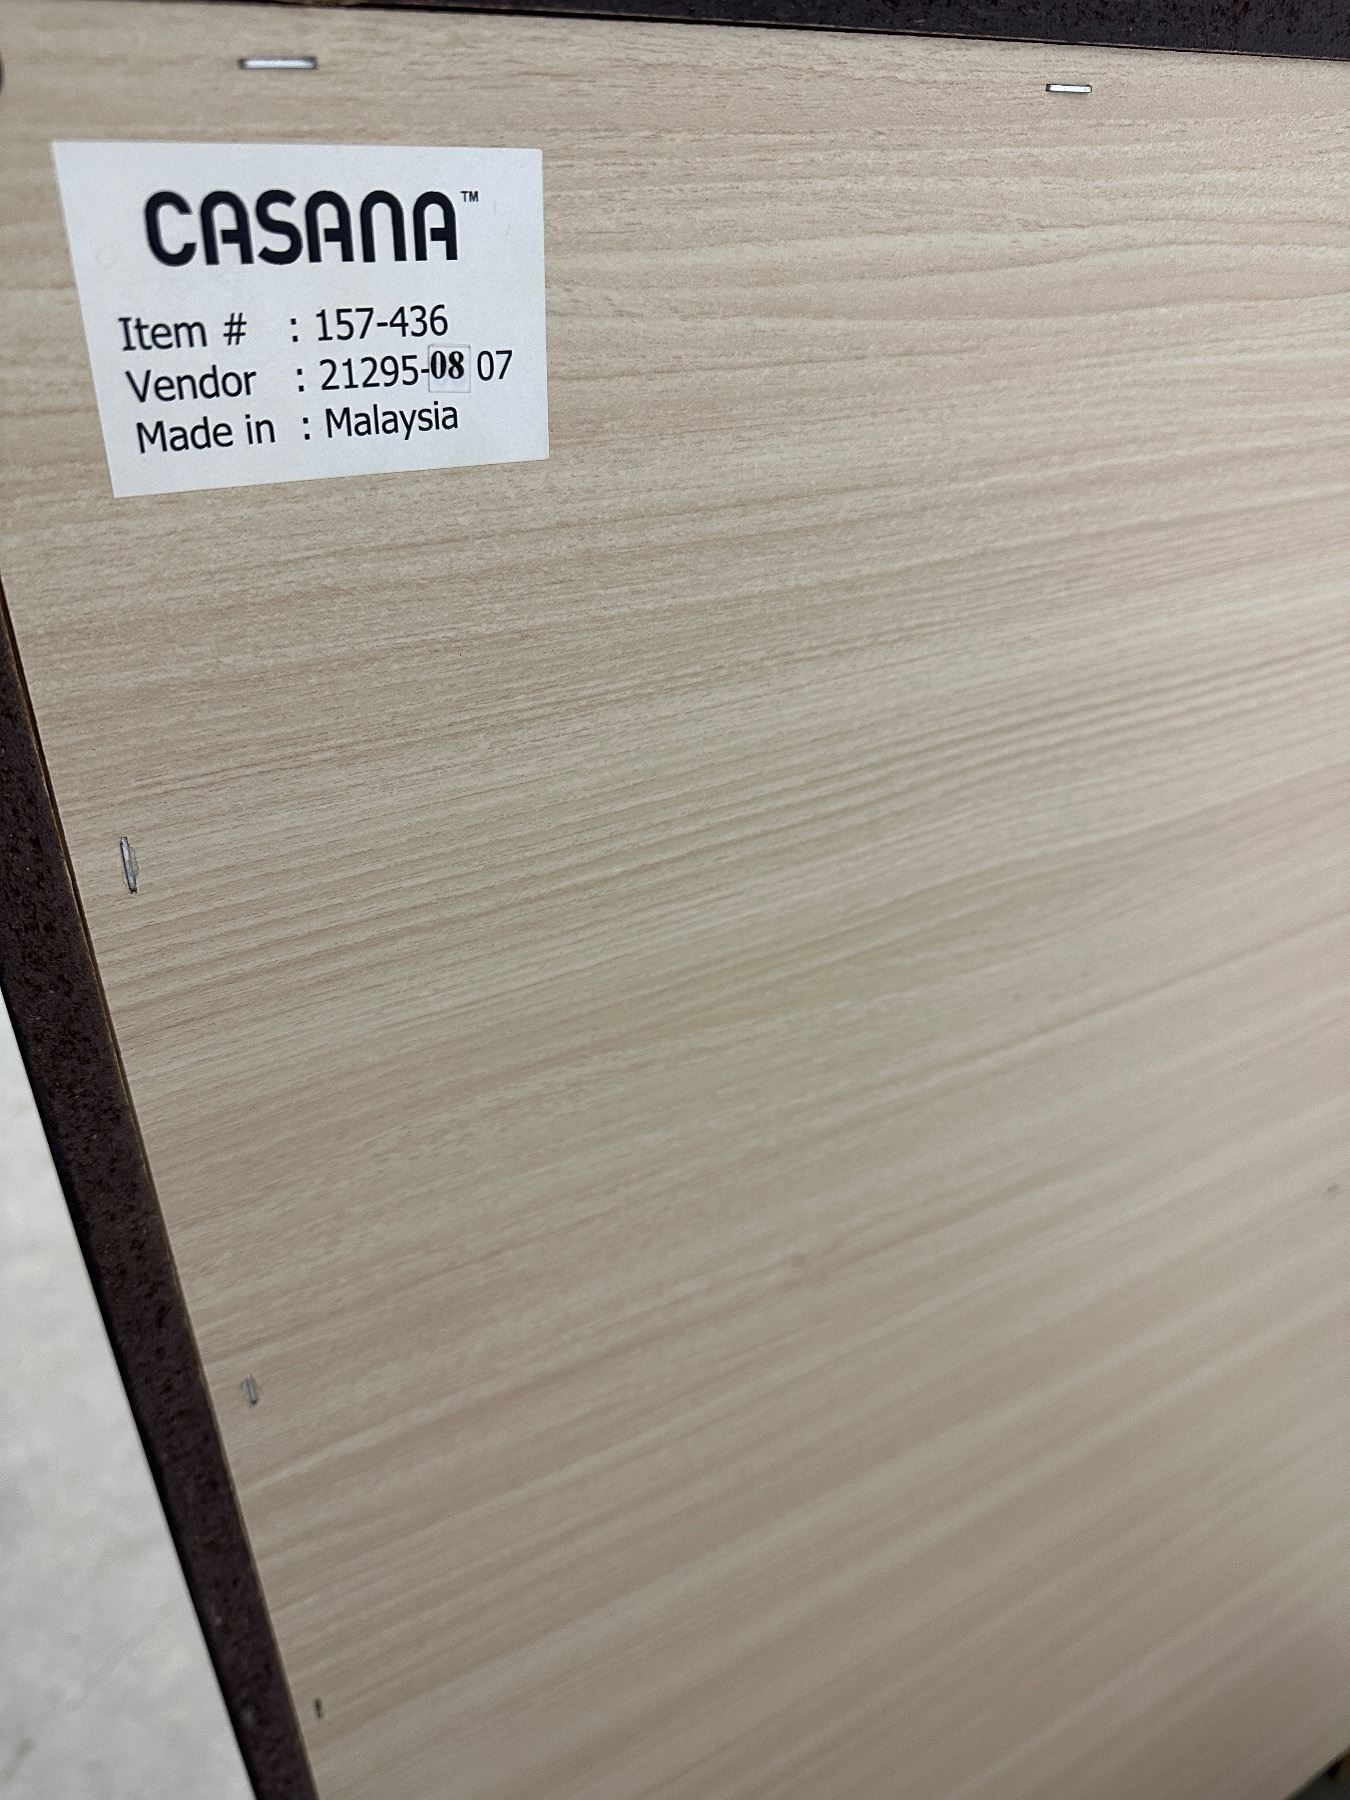 CASANA™
Item # : 157-436
Vendor : 21295-08 07
Made in : Malaysia